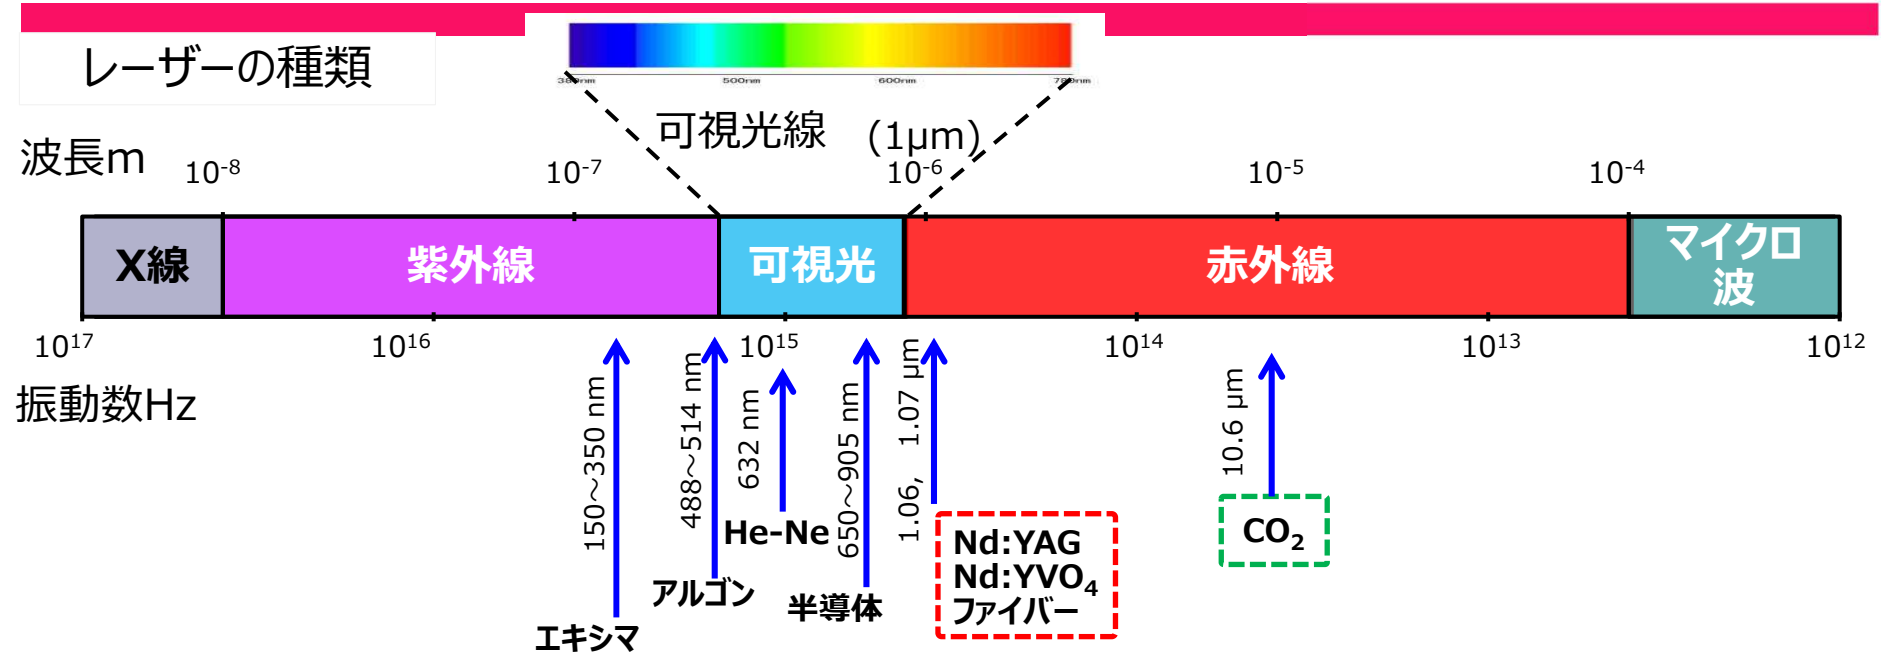 380nm 500nm 600nm 780nm
レーザーの種類
可視光線 (1μm)
波長m 10-8 10-7 10-6 10-5 10-4
X線 紫外線 可視光 赤外線 マイクロ
波
1017 1016 1015 1014 1013 1012
振動数Hz
150～350 nm
488～514 nm
632 nm
650～905 nm
1.06, 1.07 μm
10.6 μm
He-Ne
アルゴン
半導体
エキシマ
Nd:YAG
Nd:YVO4
ファイバー
CO2